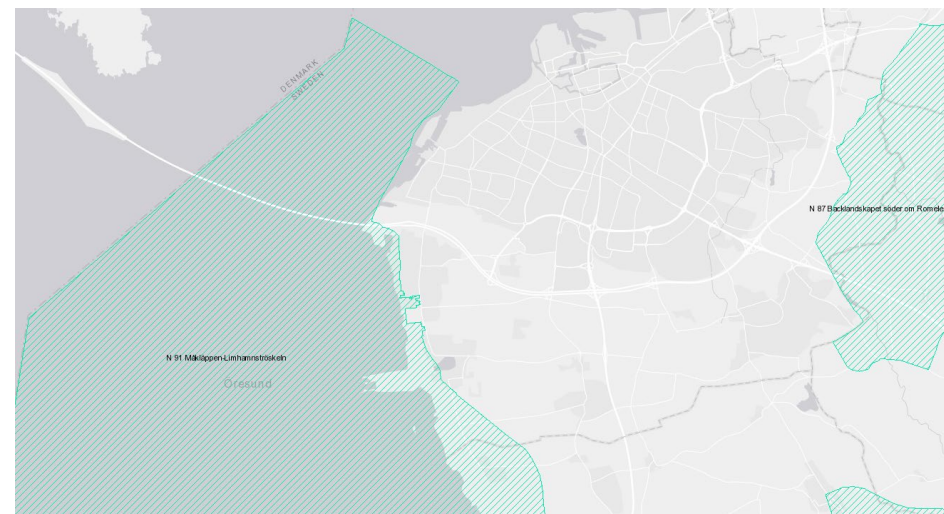 DENMARK
SWEDEN
N 87 Backlandskapet söder om Romele
N 91 Måkläppen-Limhamnströskeln
Öresund